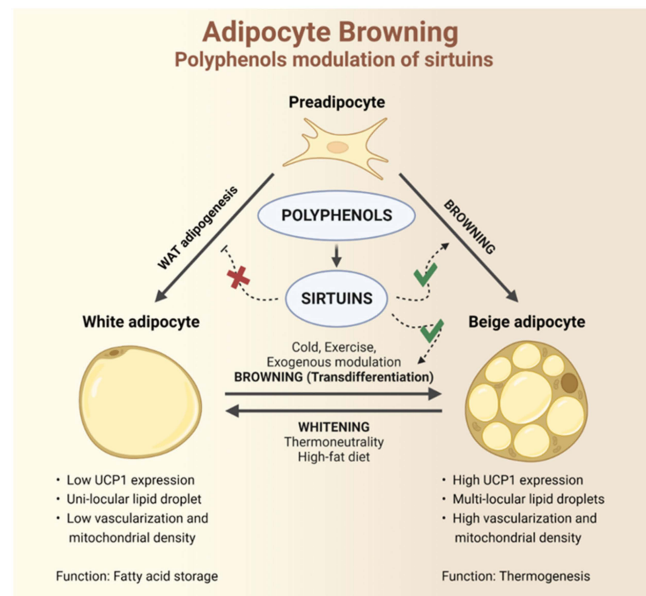 Adipocyte Browning
Polyphenols modulation of sirtuins
Preadipocyte
WAT adipogenesis
POLYPHENOLS
BROWNING
SIRTUINS
White adipocyte
Beige adipocyte
Cold, Exercise,
Exogenous modulation
BROWNING (Transdifferentiation)
WHITENING
Thermoneutrality
High-fat diet
• Low UCP1 expression
• Uni-locular lipid droplet
• Low vascularization and
mitochondrial density
Function: Fatty acid storage
• High UCP1 expression
• Multi-locular lipid droplets
• High vascularization and
mitochondrial density
Function: Thermogenesis